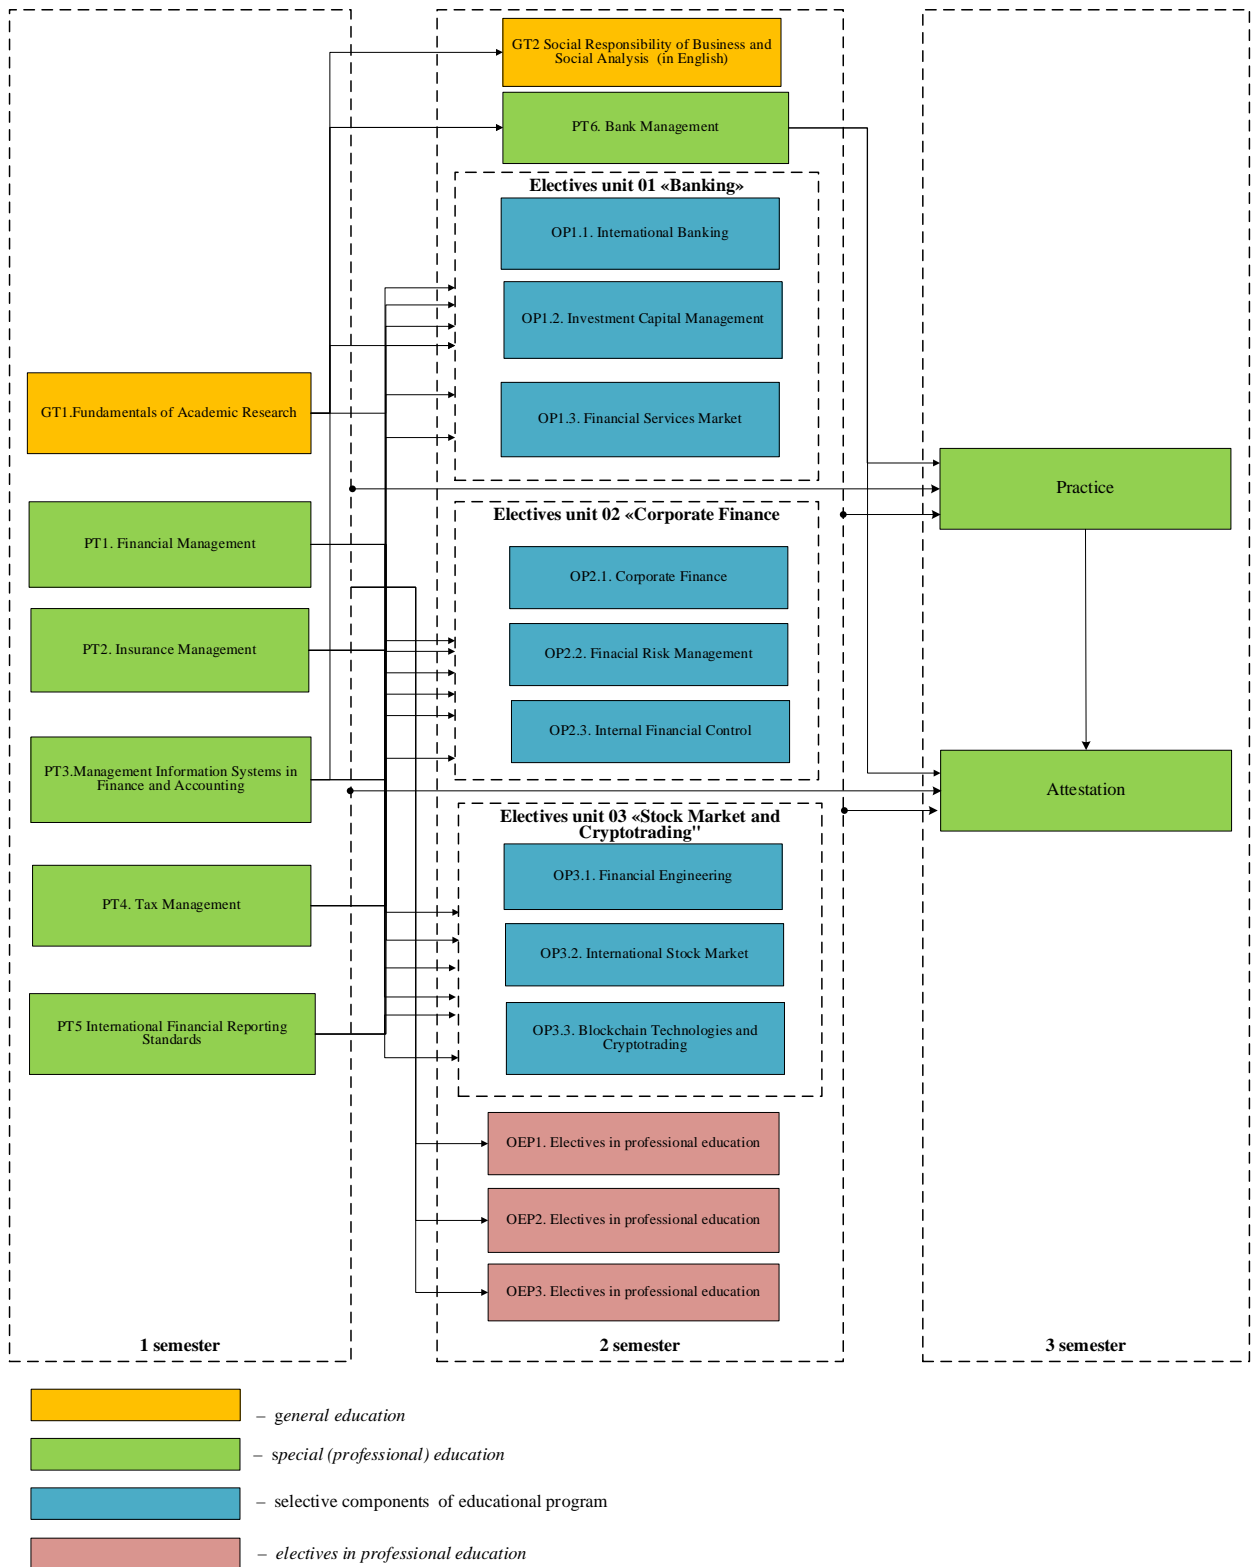 GT2 Social Responsibility of Business and
Social Analysis (in English)
PT6. Bank Management
Electives unit 01 «Banking»
OP1.1. International Banking
OP1.2. Investment Capital Management
OP1.3. Financial Services Market
GT1.Fundamentals of Academic Research
Practice
Electives unit 02 «Corporate Finance
PT1. Financial Management
OP2.1. Corporate Finance
PT2. Insurance Management
OP2.2. Finacial Risk Management
OP2.3. Internal Financial Control
PT3.Management Information Systems in
Finance and Accounting
Attestation
Electives unit 03 «Stock Market and
Cryptotrading"
OP3.1. Financial Engineering
PT4. Tax Management
OP3.2. International Stock Market
PT5 International Financial Reporting
Standards
OP3.3. Blockchain Technologies and
Cryptotrading
OEP1. Electives in professional education
OEP2. Electives in professional education
OEP3. Electives in professional education
1 semester
2 semester
3 semester
– general education
– special (professional) education
– selective components of educational program
– electives in professional education